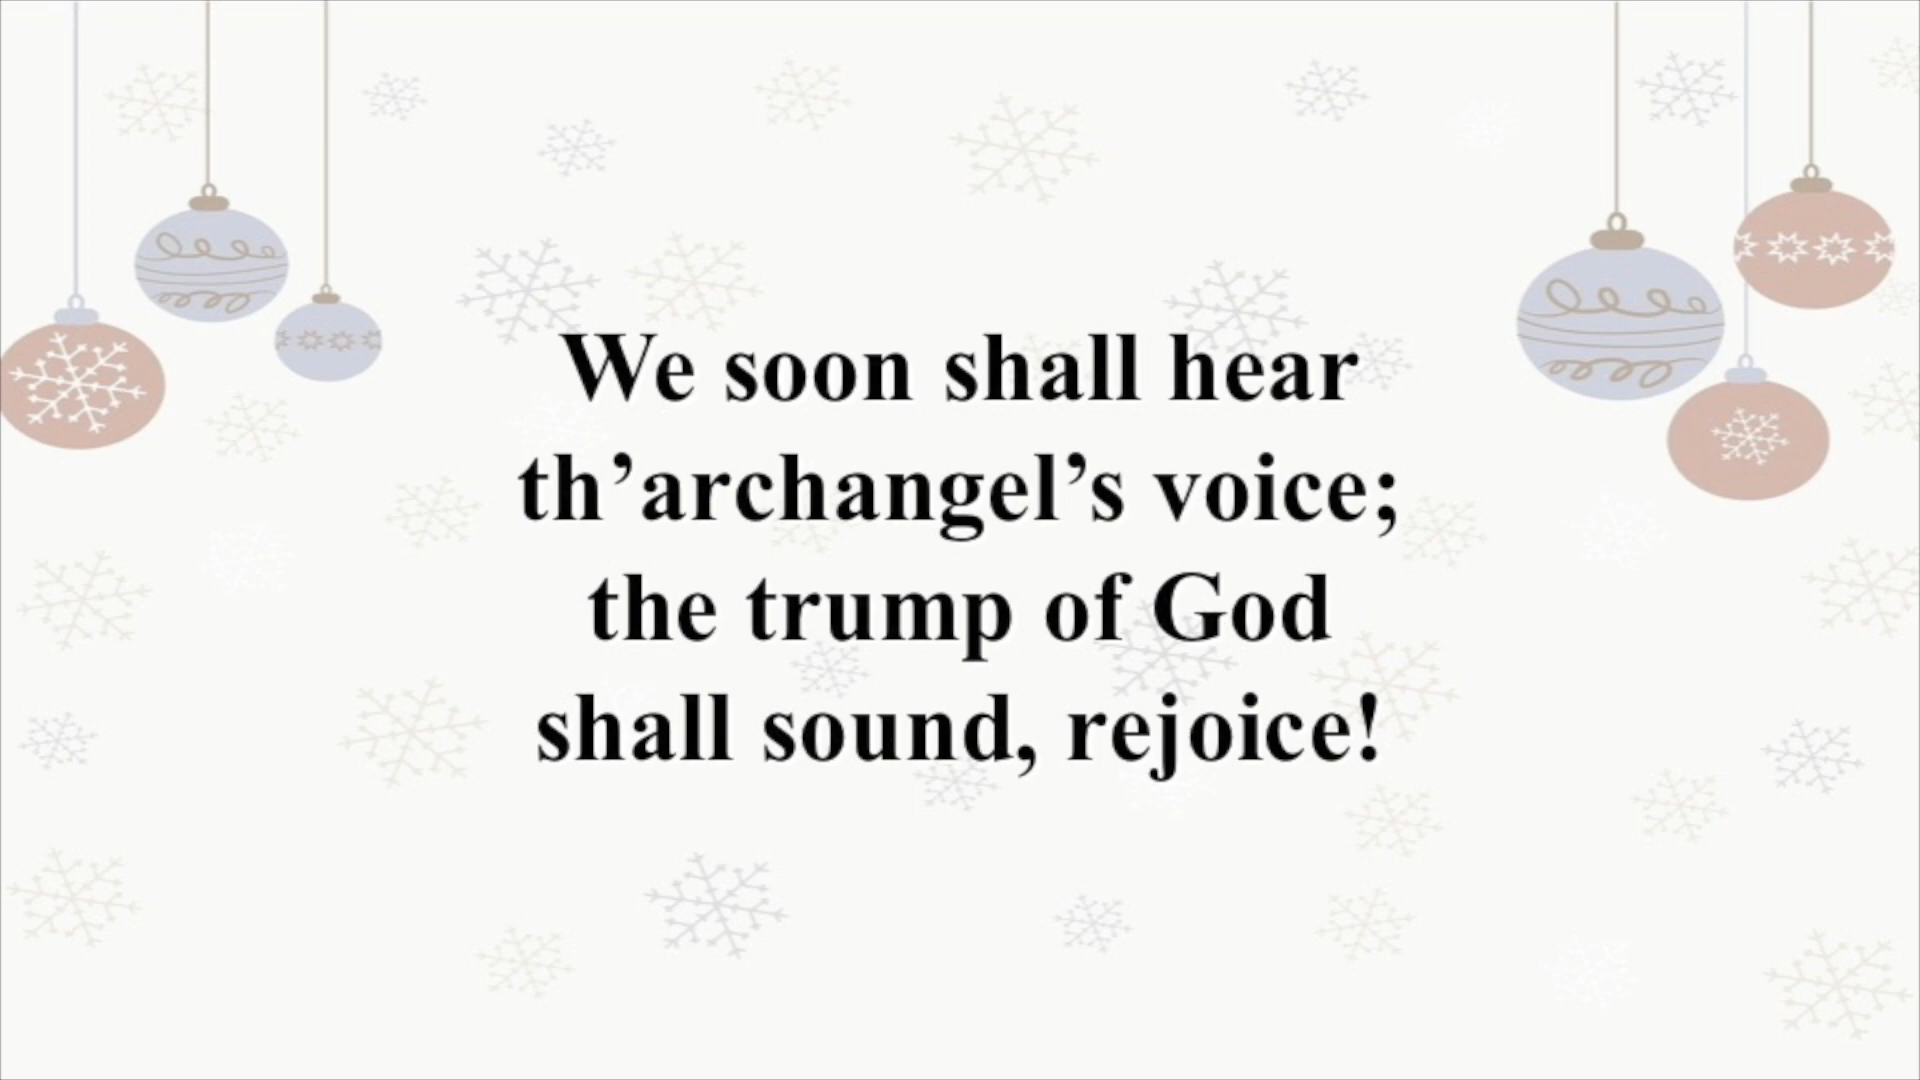 We soon shall hear
th’archangel’s voice;
the trump of God
shall sound, rejoice!